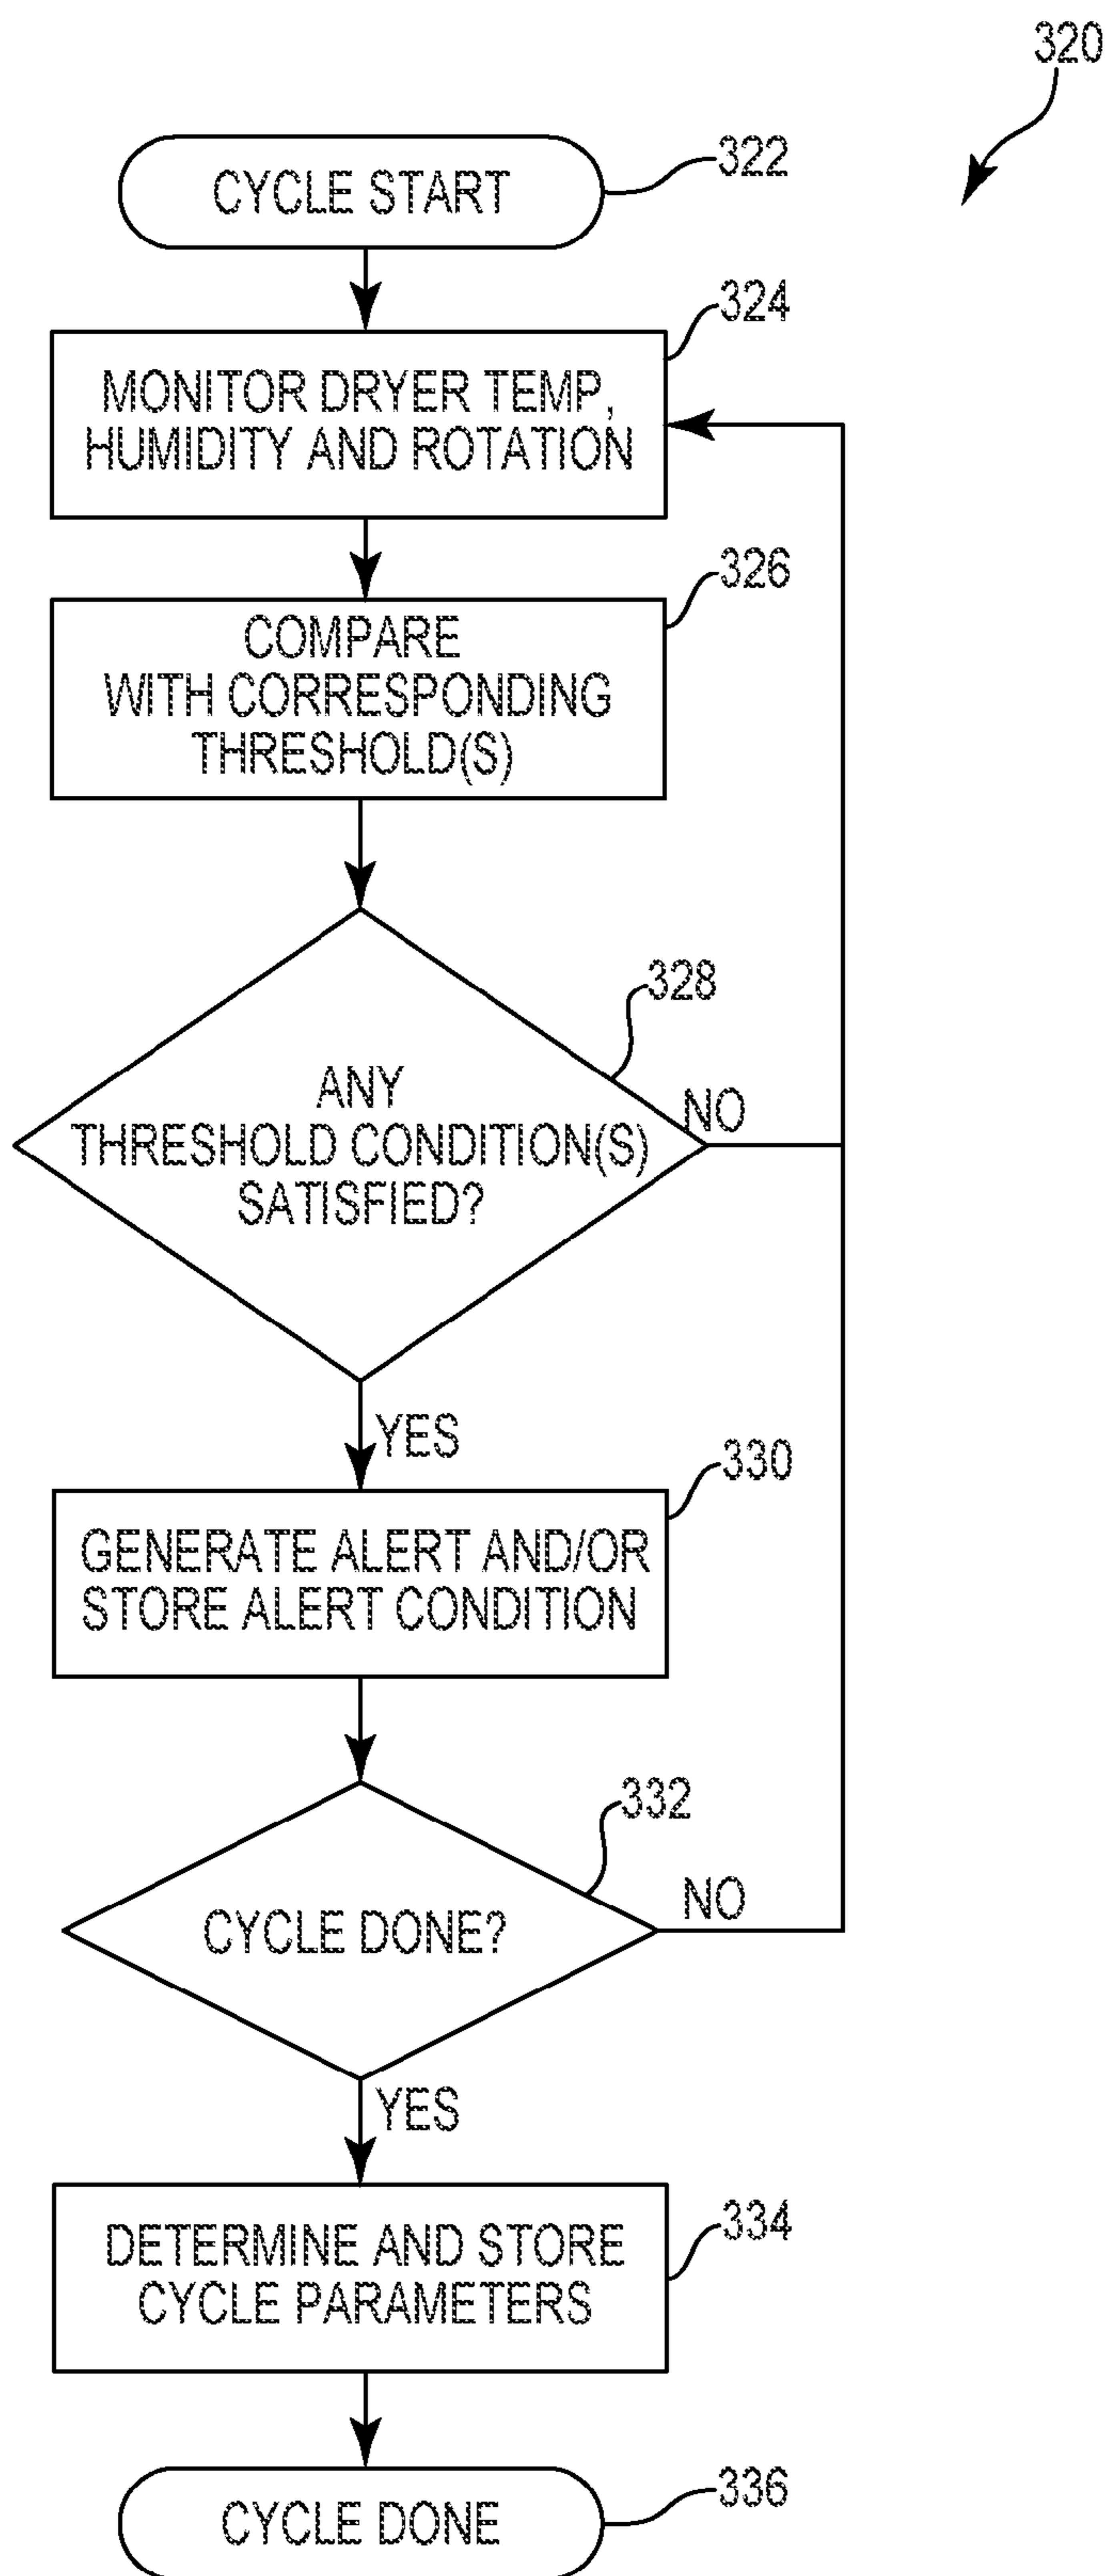 320
CYCLE START
322
324
MONITOR DRYER TEMP,
HUMIDITY AND ROTATION
326
COMPARE
WITH CORRESPONDING
THRESHOLD(S)
328
ANY
THRESHOLD CONDITION(S)
SATISFIED?
NO
YES
330
GENERATE ALERT AND/OR
STORE ALERT CONDITION
332
CYCLE DONE?
NO
YES
334
DETERMINE AND STORE
CYCLE PARAMETERS
336
CYCLE DONE